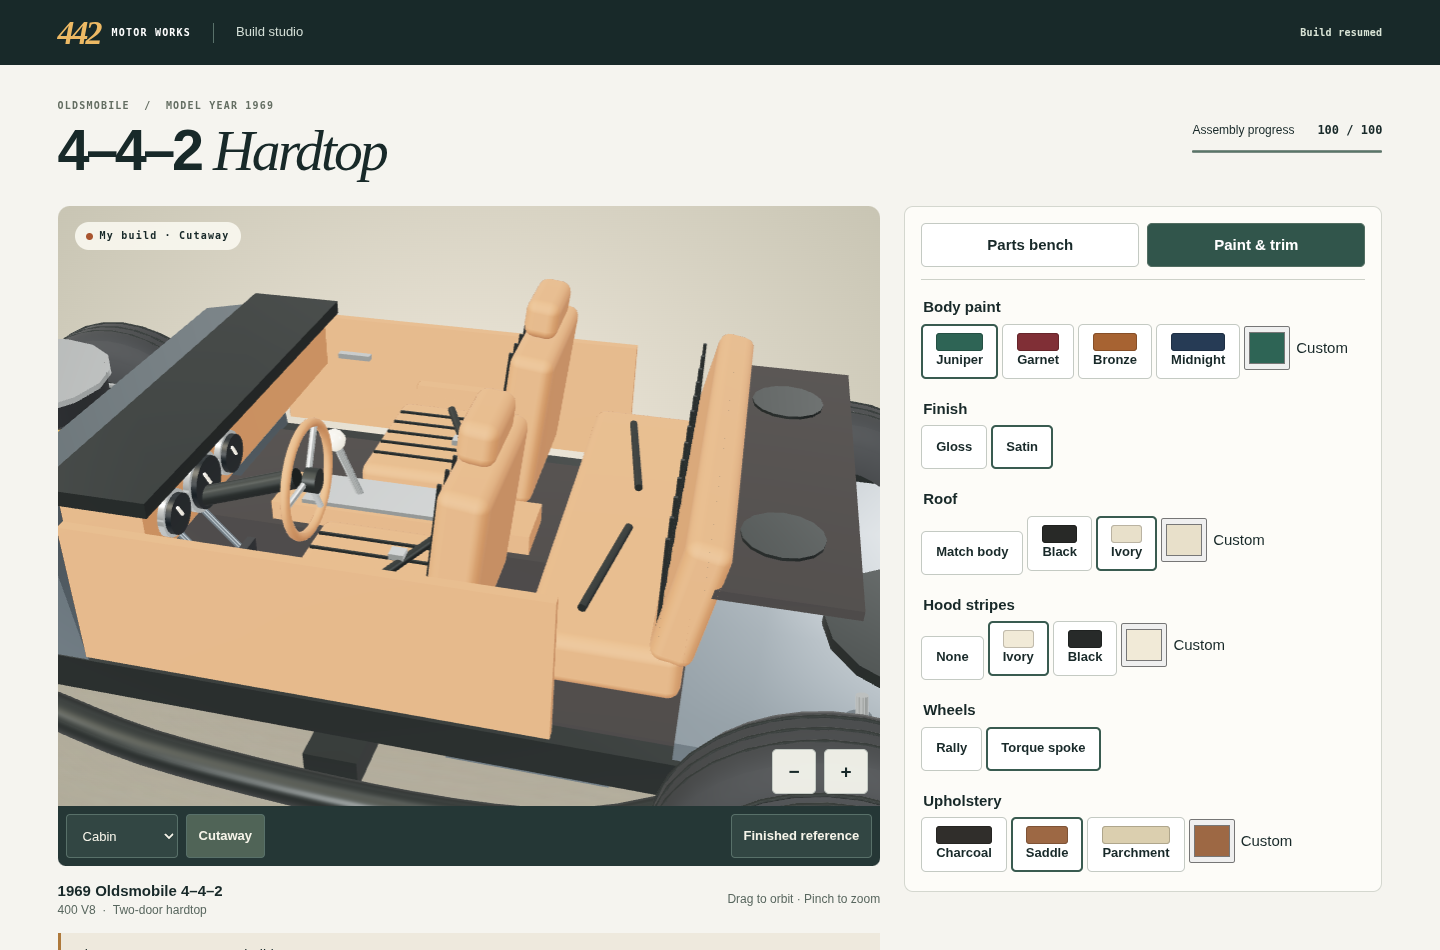 442 MOTOR WORKS
Build studio
Build resumed
OLDSMOBILE / MODEL YEAR 1969
4–4–2 Hardtop
Assembly progress 100 / 100
My build · Cutaway
− +
Cabin Cutaway Finished reference
1969 Oldsmobile 4–4–2
400 V8 · Two-door hardtop
Drag to orbit · Pinch to zoom
Parts bench Paint & trim
Body paint
Juniper Garnet Bronze Midnight Custom
Finish
Gloss Satin
Roof
Match body Black Ivory Custom
Hood stripes
None Ivory Black Custom
Wheels
Rally Torque spoke
Upholstery
Charcoal Saddle Parchment Custom